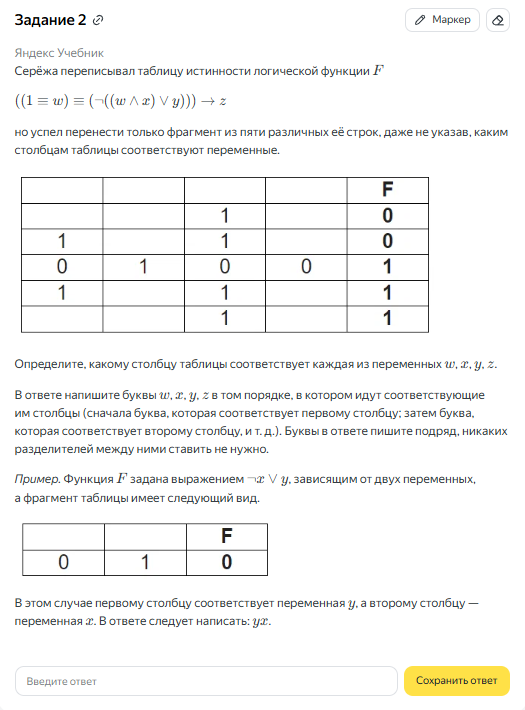 Задание 2
Маркер
Яндекс Учебник
Серёжа переписывал таблицу истинности логической функции F
((1 ≡ w) ≡ (¬((w ∧ x) ∨ y))) → z
но успел перенести только фрагмент из пяти различных её строк, даже не указав, каким
столбцам таблицы соответствуют переменные.
F
1 0
1 1 0
0 1 0 0 1
1 1 1
1 1
Определите, какому столбцу таблицы соответствует каждая из переменных w, x, y, z.
В ответе напишите буквы w, x, y, z в том порядке, в котором идут соответствующие
им столбцы (сначала буква, которая соответствует первому столбцу; затем буква,
которая соответствует второму столбцу, и т. д.). Буквы в ответе пишите подряд, никаких
разделителей между ними ставить не нужно.
Пример. Функция F задана выражением ¬x ∨ y, зависящим от двух переменных,
а фрагмент таблицы имеет следующий вид.
F
0 1 0
В этом случае первому столбцу соответствует переменная y, а второму столбцу —
переменная x. В ответе следует написать: yx.
Введите ответ
Сохранить ответ